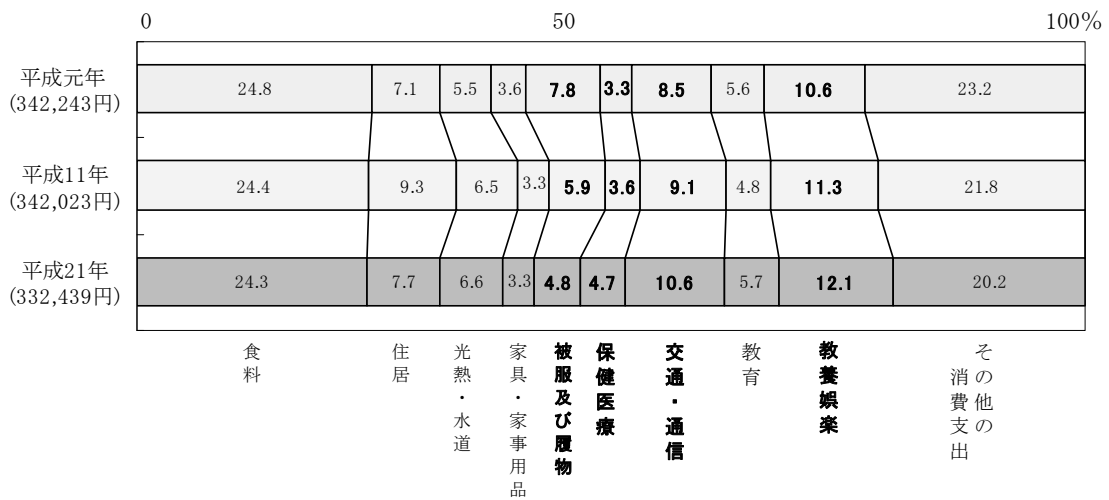 0 50 100%
平成元年
(342,243円)
24.8 7.1 5.5 3.6 7.8 3.3 8.5 5.6 10.6 23.2
平成11年
(342,023円)
24.4 9.3 6.5 3.3 5.9 3.6 9.1 4.8 11.3 21.8
平成21年
(332,439円)
24.3 7.7 6.6 3.3 4.8 4.7 10.6 5.7 12.1 20.2
食料
住居
光熱・水道
家具・家事用品
被服及び履物
保健医療
交通・通信
教育
教養娯楽
その他の
消費支出